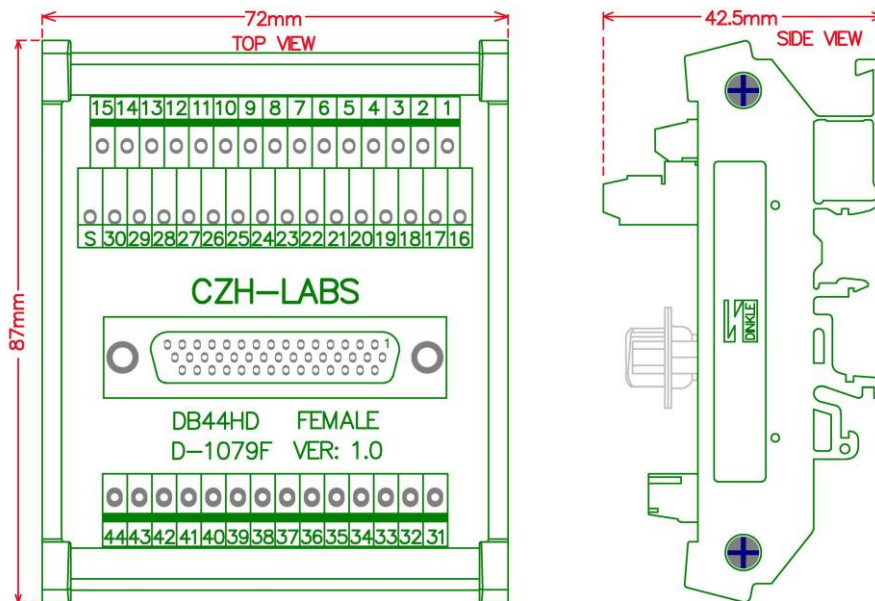 72mm
42.5mm
TOP VIEW
SIDE VIEW
15 14 13 12 11 10 9 8 7 6 5 4 3 2 1
S 30 29 28 27 26 25 24 23 22 21 20 19 18 17 16
CZH-LABS
87mm
1
DINKLE
DB44HD FEMALE
D-1079F VER: 1.0
44 43 42 41 40 39 38 37 36 35 34 33 32 31